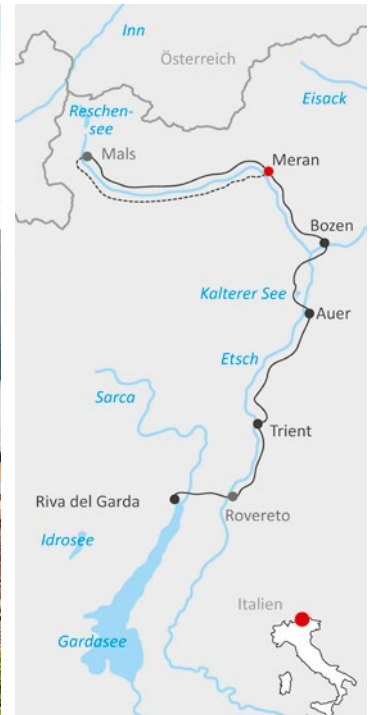 Inn
Österreich
Eisack
Reschen-
see
Mals
Meran
Bozen
Kalterer See
Auer
Etsch
Sarca
Trient
Riva del Garda
Rovereto
Idrosee
Italien
Gardasee